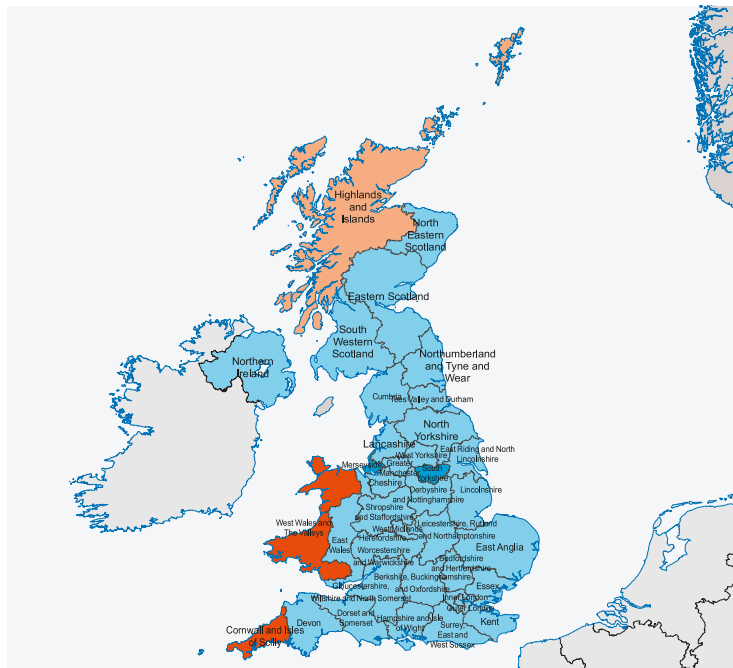 Highlands
and
Islands
North
Eastern
Scotland
Eastern Scotland
South
Western
Scotland
Northumberland
and Tyne and
Wear
Northern
Ireland
Cumbria
Tees Valley and Durham
North
Yorkshire
Lancashire
West Yorkshire
East Riding and North
Lincolnshire
Merseyside
Greater
Manchester
South
Yorkshire
Cheshire
Derbyshire
and Nottinghamshire
Lincolnshire
Shropshire
and Staffordshire
West Midlands
Leicestershire, Rutland
and Northamptonshire
West Wales and
The Valleys
East
Wales
Herefordshire,
Worcestershire
and Warwickshire
East Anglia
Bedfordshire
and Hertfordshire
Gloucestershire,
Wiltshire and North Somerset
Berkshire, Buckinghamshire
and Oxfordshire
Essex
Inner London
Outer London
Cornwall and Isles
of Scilly
Devon
Dorset and
Somerset
Hampshire and Isle
of Wight
Surrey,
East and
West Sussex
Kent